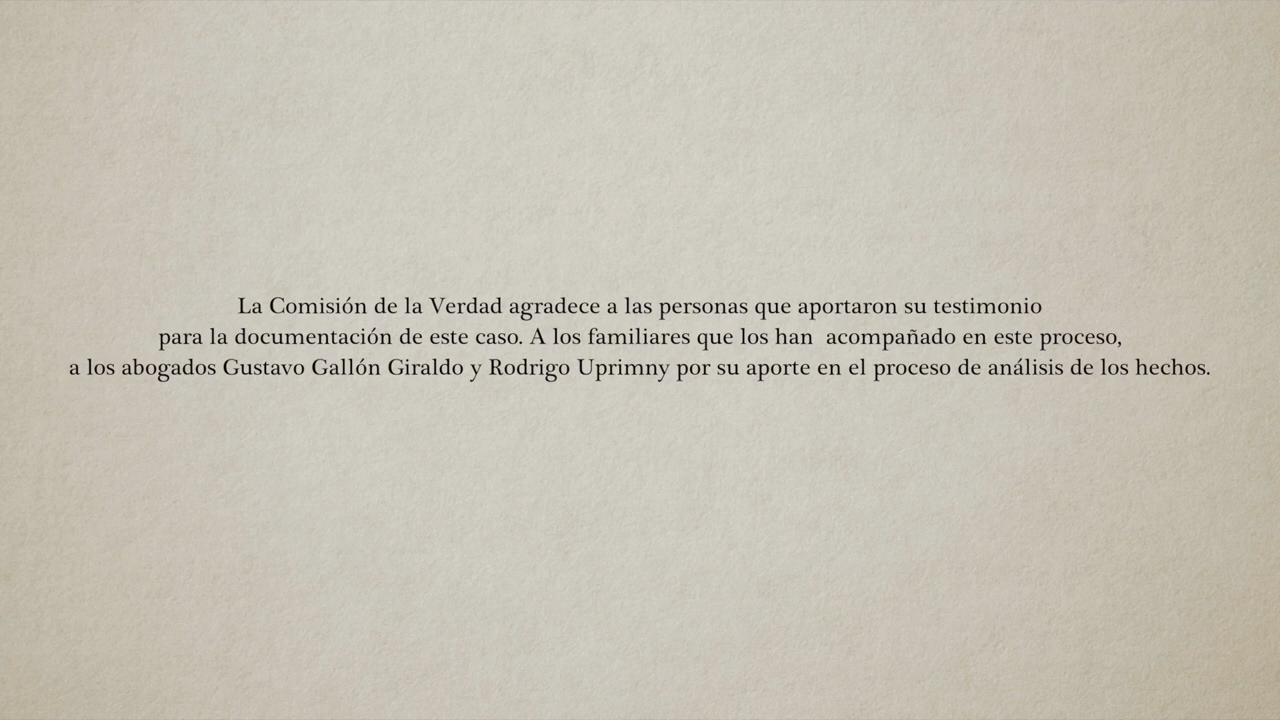 La Comisión de la Verdad agradece a las personas que aportaron su testimonio
para la documentación de este caso. A los familiares que los han  acompañado en este proceso,
a los abogados Gustavo Gallón Giraldo y Rodrigo Uprimny por su aporte en el proceso de análisis de los hechos.